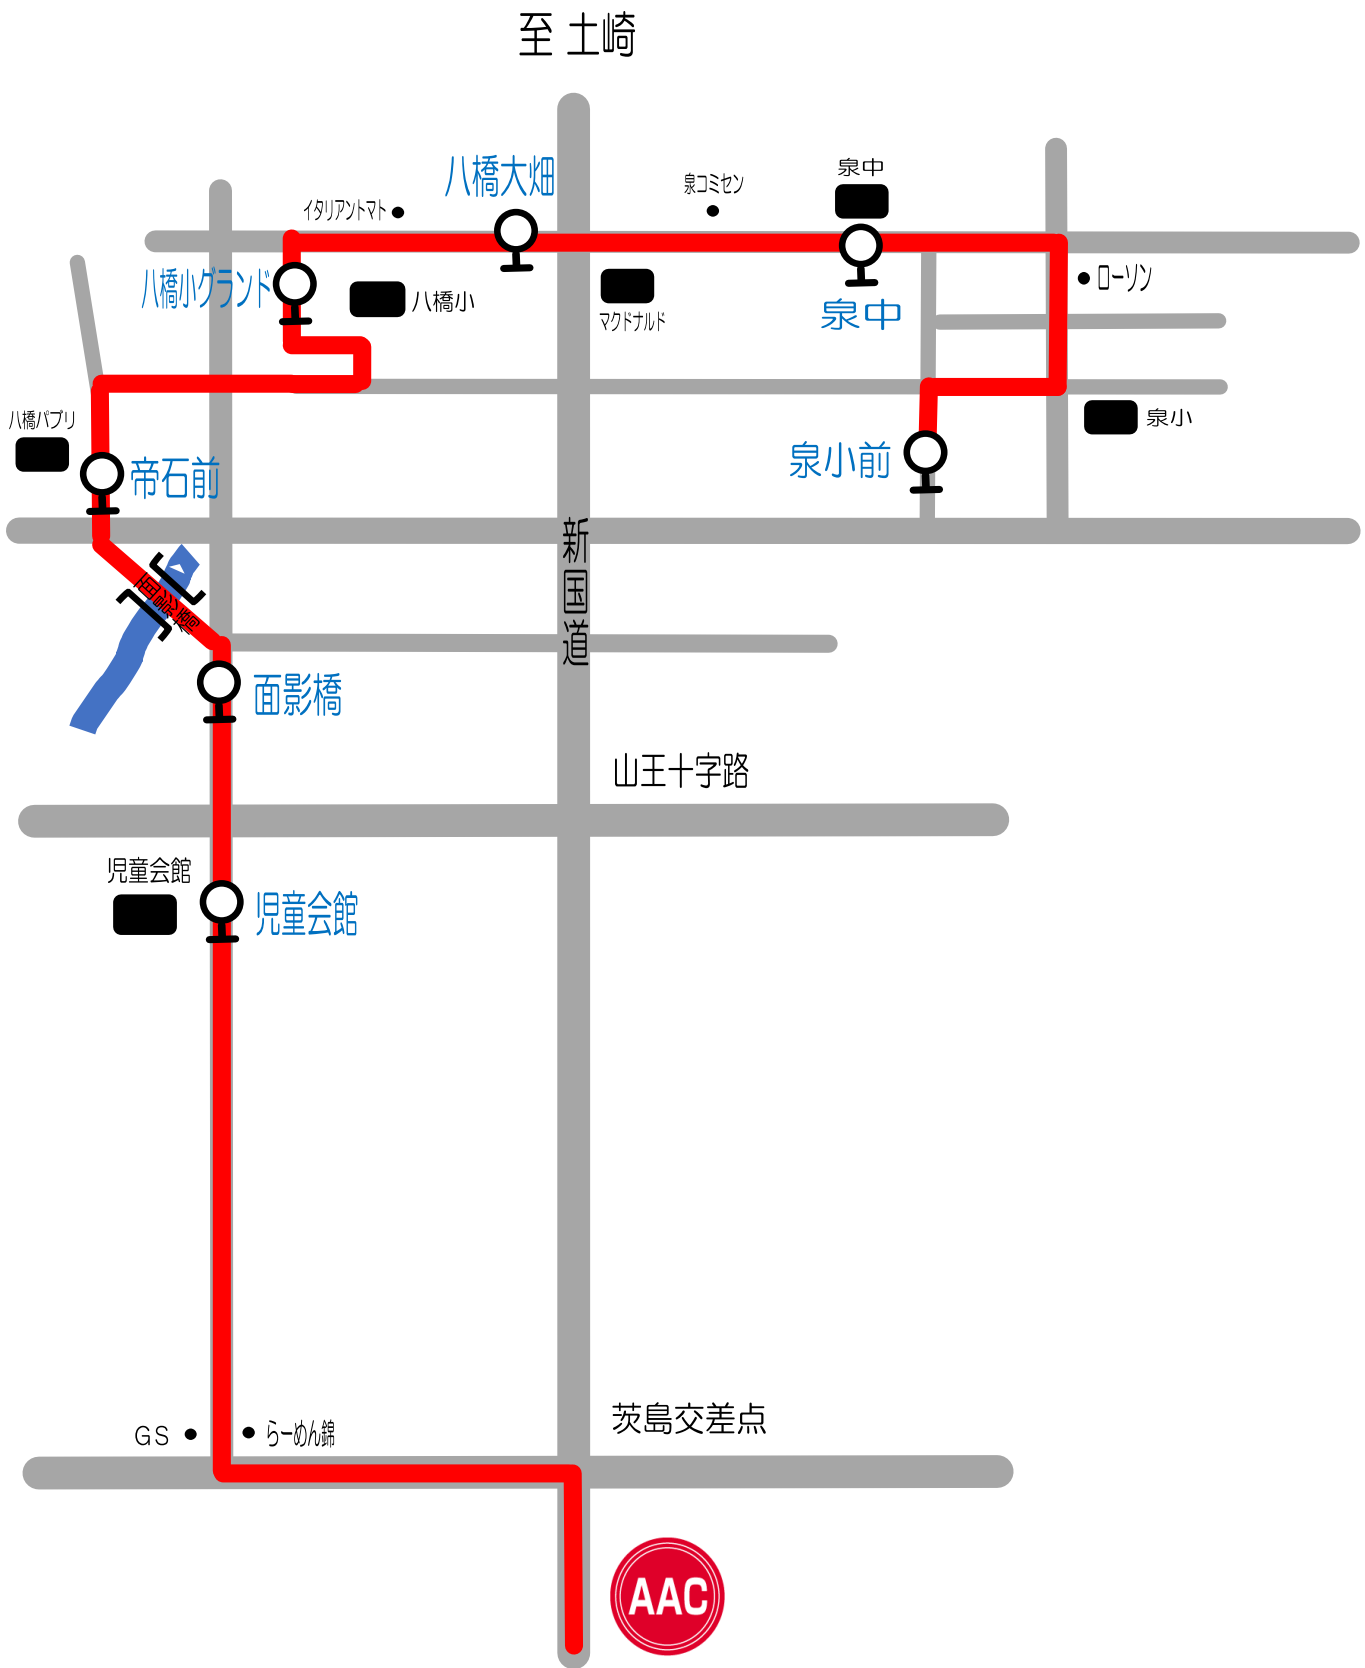 至 土崎
八橋大畑
泉中
泉コミセン
イタリアントマト
八橋小グランド
八橋小
マクドナルド
泉中
ローソン
八橋パブリ
帝石前
泉小前
泉小
新国道
面影橋
面影橋
山王十字路
児童会館
児童会館
茨島交差点
GS
らーめん錦
AAC